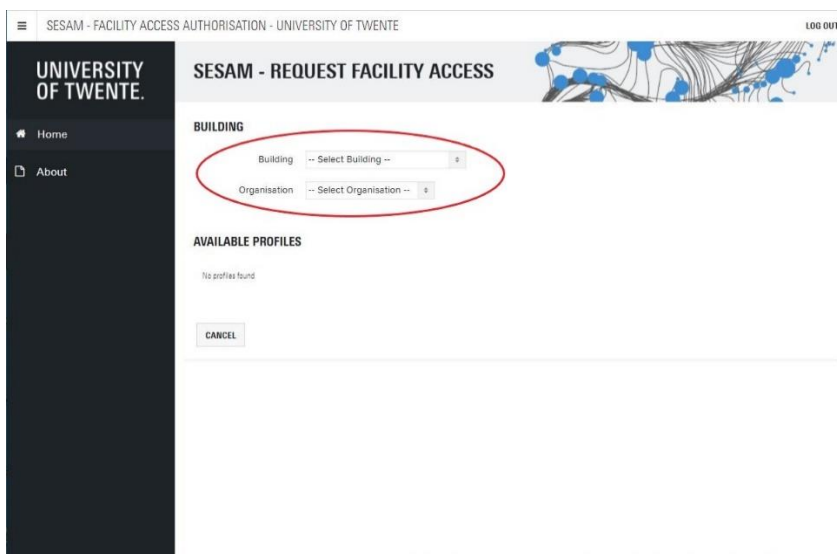 SESAM - FACILITY ACCESS AUTHORISATION - UNIVERSITY OF TWENTE
LOG OUT
UNIVERSITY
OF TWENTE.
SESAM - REQUEST FACILITY ACCESS
Home
About
BUILDING
Building -- Select Building --
Organisation -- Select Organisation --
AVAILABLE PROFILES
No profiles found
CANCEL